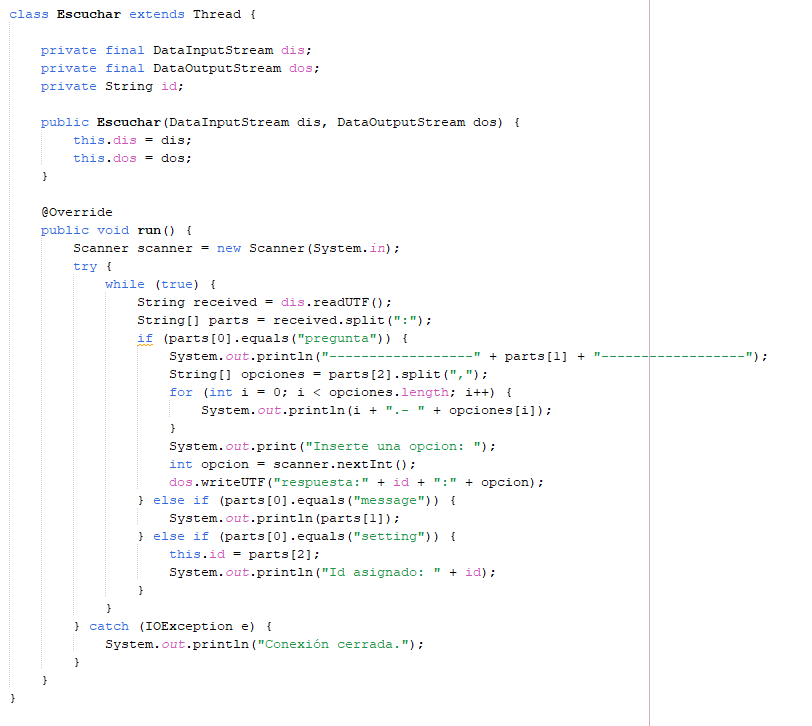 class Escuchar extends Thread {
private final DataInputStream dis;
private final DataOutputStream dos;
private String id;
public Escuchar(DataInputStream dis, DataOutputStream dos) {
this.dis = dis;
this.dos = dos;
}
@Override
public void run() {
Scanner scanner = new Scanner(System.in);
try {
while (true) {
String received = dis.readUTF();
String[] parts = received.split(":");
if (parts[0].equals("pregunta")) {
System.out.println("------------------" + parts[1] + "------------------");
String[] opciones = parts[2].split(",");
for (int i = 0; i < opciones.length; i++) {
System.out.println(i + ".- " + opciones[i]);
}
System.out.print("Inserte una opcion: ");
int opcion = scanner.nextInt();
dos.writeUTF("respuesta:" + id + ":" + opcion);
} else if (parts[0].equals("message")) {
System.out.println(parts[1]);
} else if (parts[0].equals("setting")) {
this.id = parts[2];
System.out.println("Id asignado: " + id);
}
}
} catch (IOException e) {
System.out.println("Conexión cerrada.");
}
}
}